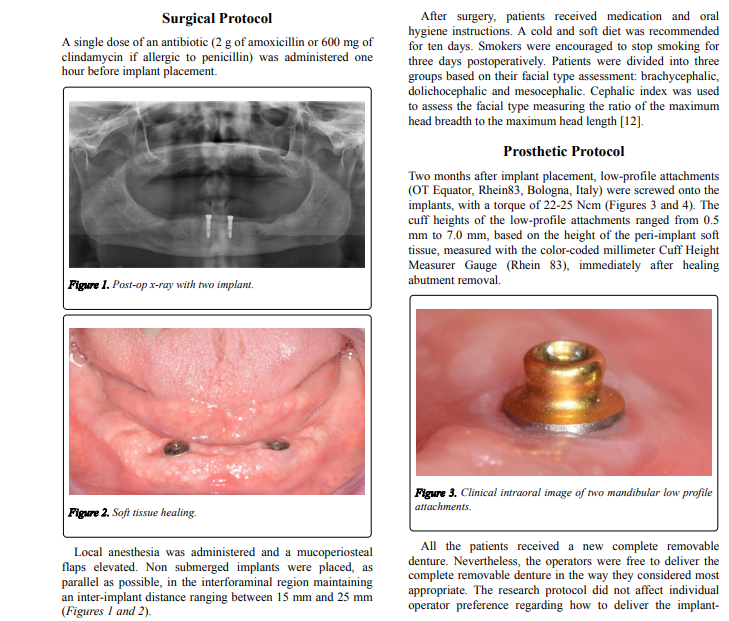 Surgical Protocol
A single dose of an antibiotic (2 g of amoxicillin or 600 mg of
clindamycin if allergic to penicillin) was administered one
hour before implant placement.
Figure 1. Post-op x-ray with two implant.
Figure 2. Soft tissue healing.
Local anesthesia was administered and a mucoperiosteal
flaps elevated. Non submerged implants were placed, as
parallel as possible, in the interforaminal region maintaining
an inter-implant distance ranging between 15 mm and 25 mm
(Figures 1 and 2).
After surgery, patients received medication and oral
hygiene instructions. A cold and soft diet was recommended
for ten days. Smokers were encouraged to stop smoking for
three days postoperatively. Patients were divided into three
groups based on their facial type assessment: brachycephalic,
dolichocephalic and mesocephalic. Cephalic index was used
to assess the facial type measuring the ratio of the maximum
head breadth to the maximum head length [12].
Prosthetic Protocol
Two months after implant placement, low-profile attachments
(OT Equator, Rhein83, Bologna, Italy) were screwed onto the
implants, with a torque of 22-25 Ncm (Figures 3 and 4). The
cuff heights of the low-profile attachments ranged from 0.5
mm to 7.0 mm, based on the height of the peri-implant soft
tissue, measured with the color-coded millimeter Cuff Height
Measurer Gauge (Rhein 83), immediately after healing
abutment removal.
Figure 3. Clinical intraoral image of two mandibular low profile
attachments.
All the patients received a new complete removable
denture. Nevertheless, the operators were free to deliver the
complete removable denture in the way they considered most
appropriate. The research protocol did not affect individual
operator preference regarding how to deliver the implant-